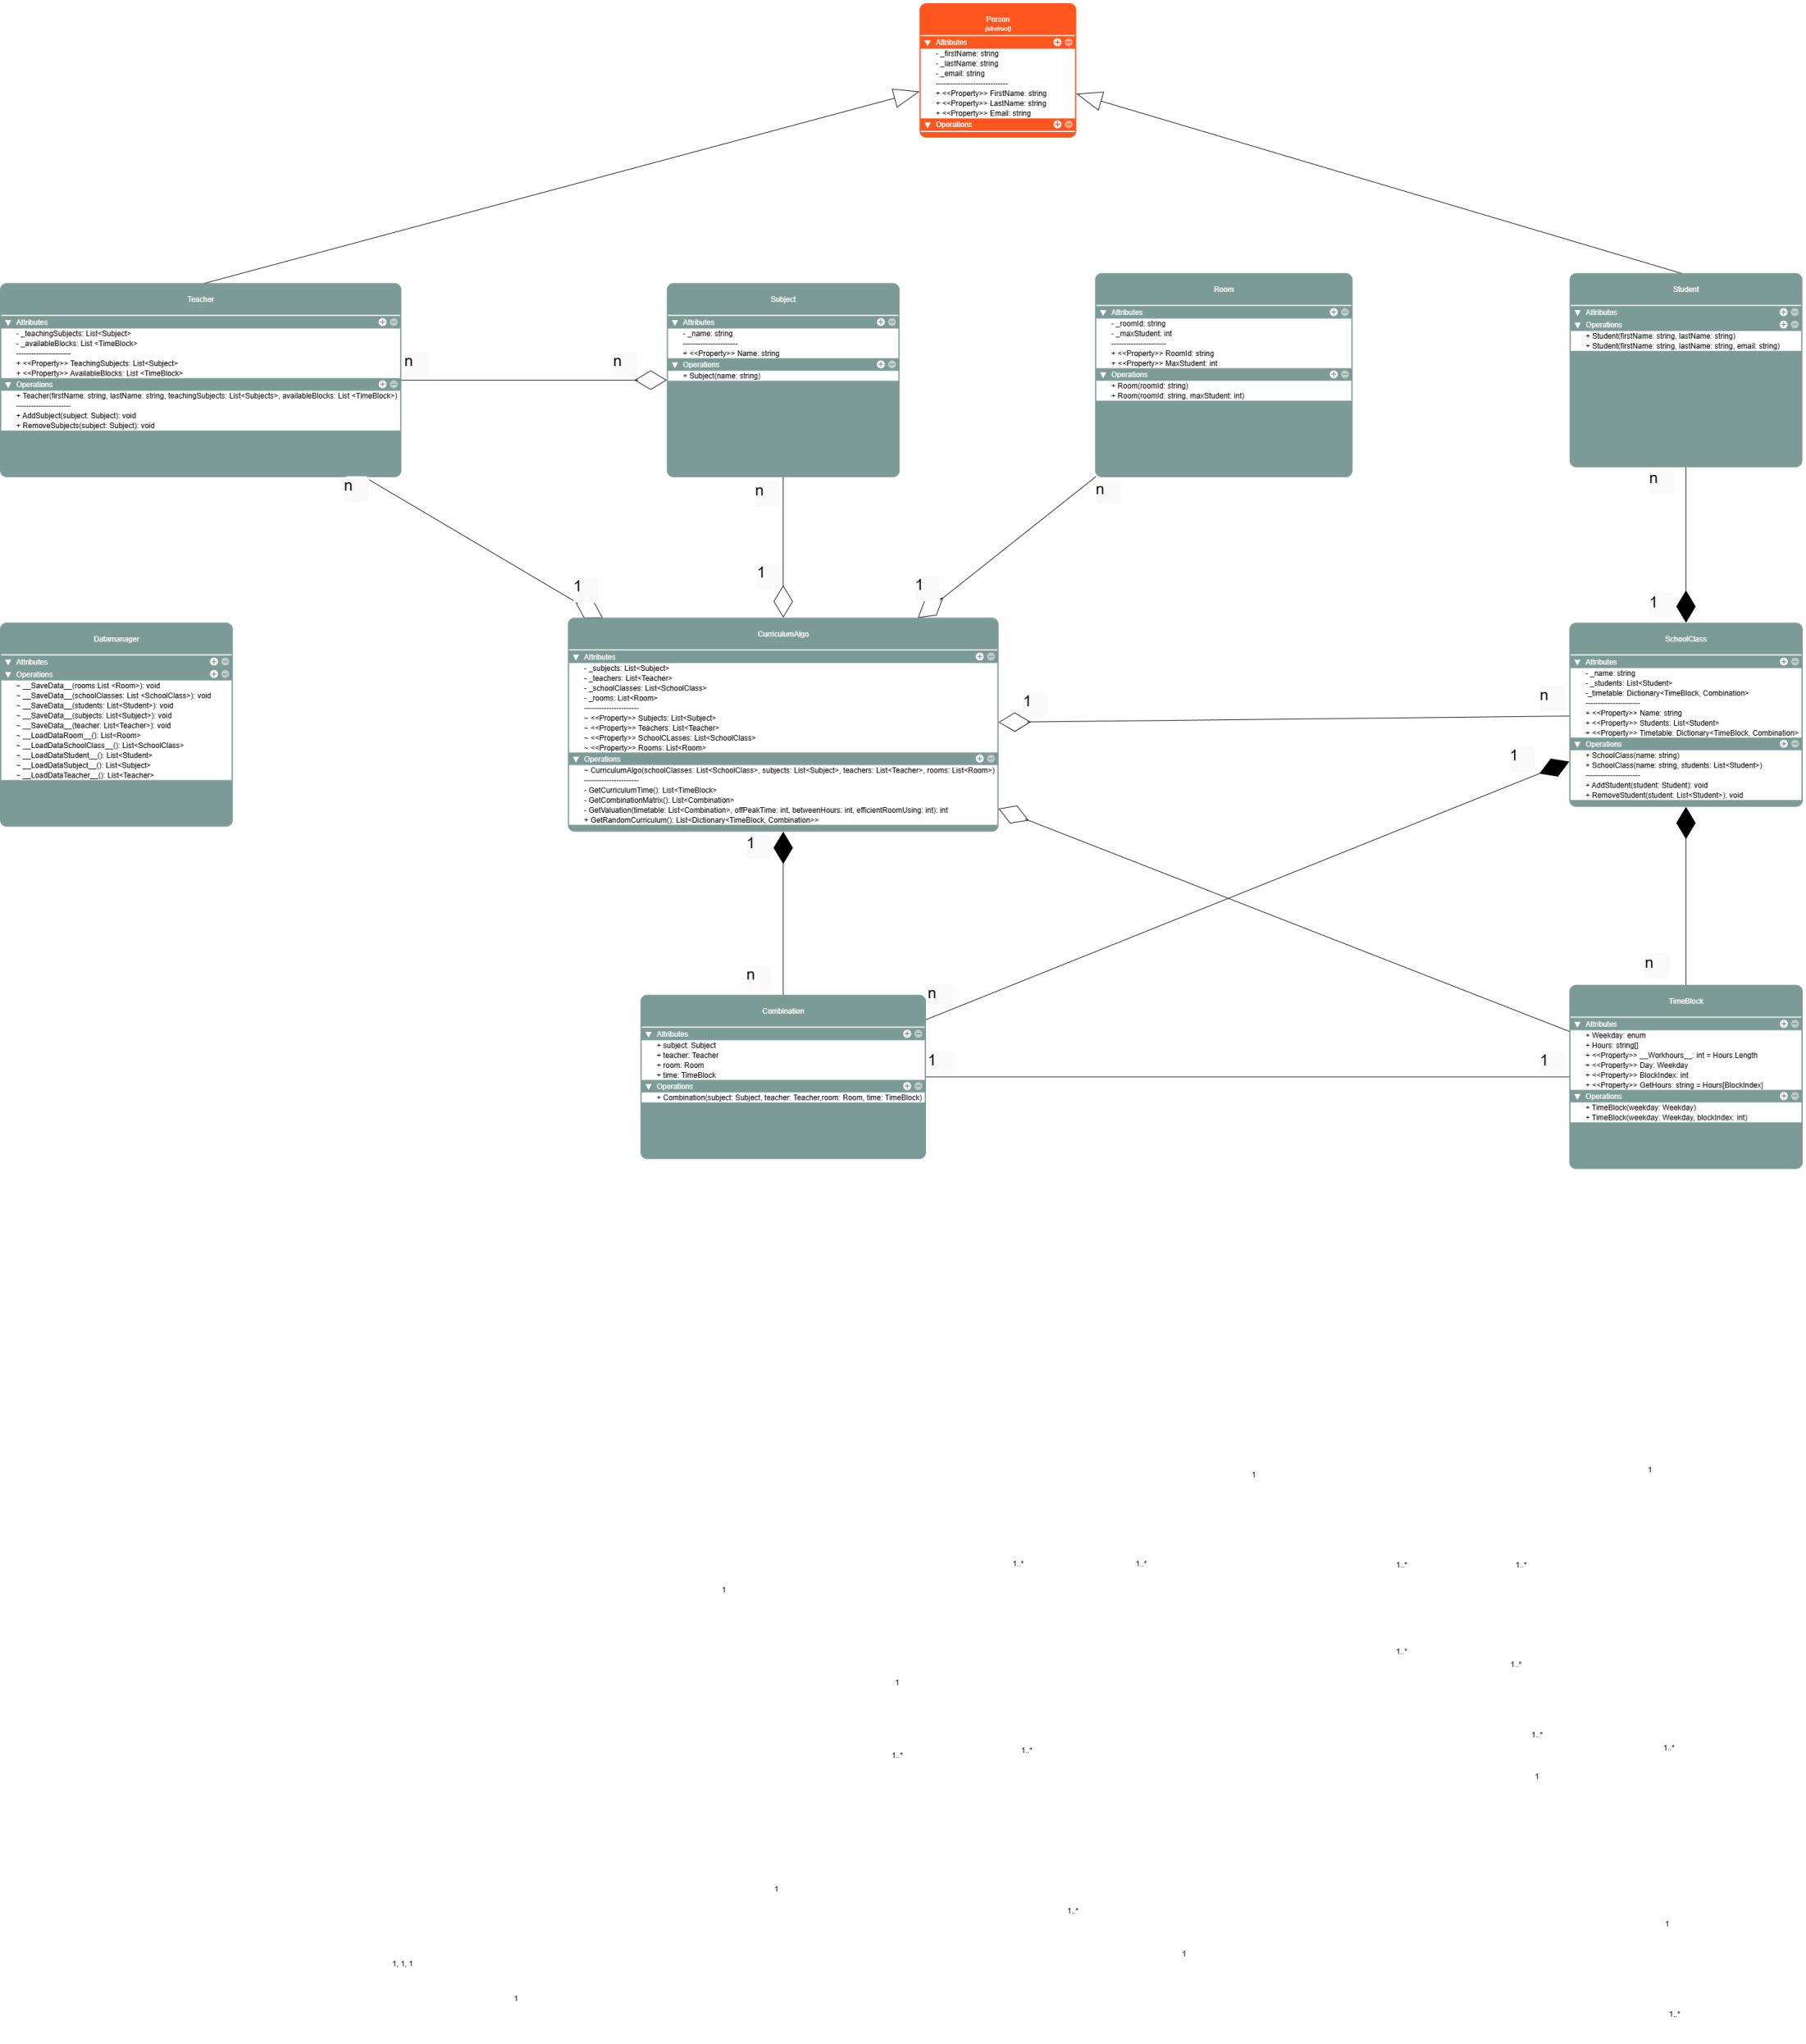 Person
{abstract}
Attributes
- _firstName: string
- _lastName: string
- _email: string
------------------------------
+ <<Property>> FirstName: string
+ <<Property>> LastName: string
+ <<Property>> Email: string
Operations
Teacher
Attributes
- _teachingSubjects: List<Subject>
- _availableBlocks: List <TimeBlock>
-----------------------
+ <<Property>> TeachingSubjects: List<Subject>
+ <<Property>> AvailableBlocks: List <TimeBlock>
Operations
+ Teacher(firstName: string, lastName: string, teachingSubjects: List<Subjects>, availableBlocks: List <TimeBlock>)
-----------------------
+ AddSubject(subject: Subject): void
+ RemoveSubjects(subject: Subject): void
n
n
Subject
Attributes
- _name: string
-----------------------
+ <<Property>> Name: string
Operations
+ Subject(name: string)
Room
Attributes
- _roomId: string
- _maxStudent: int
-----------------------
+ <<Property>> RoomId: string
+ <<Property>> MaxStudent: int
Operations
+ Room(roomId: string)
+ Room(roomId: string, maxStudent: int)
Student
Attributes
Operations
+ Student(firstName: string, lastName: string)
+ Student(firstName: string, lastName: string, email: string)
n
n
n
n
1
1
1
1
Datamanager
Attributes
Operations
~ __SaveData__(rooms:List <Room>): void
~ __SaveData__(schoolClasses: List <SchoolClass>): void
~ __SaveData__(students: List<Student>): void
~ __SaveData__(subjects: List<Subject>): void
~ __SaveData__(teacher: List<Teacher>): void
~ __LoadDataRoom__(): List<Room>
~ __LoadDataSchoolClass__(): List<SchoolClass>
~ __LoadDataStudent__(): List<Student>
~ __LoadDataSubject__(): List<Subject>
~ __LoadDataTeacher__(): List<Teacher>
CurriculumAlgo
Attributes
- _subjects: List<Subject>
- _teachers: List<Teacher>
- _schoolClasses: List<SchoolClass>
- _rooms: List<Room>
-----------------------
~ <<Property>> Subjects: List<Subject>
~ <<Property>> Teachers: List<Teacher>
~ <<Property>> SchoolCLasses: List<SchoolClass>
~ <<Property>> Rooms: List<Room>
Operations
~ CurriculumAlgo(schoolClasses: List<SchoolClass>, subjects: List<Subject>, teachers: List<Teacher>, rooms: List<Room>)
-----------------------
- GetCurriculumTime(): List<TimeBlock>
- GetCombinationMatrix(): List<Combination>
- GetValuation(timetable: List<Combination>, offPeakTime: int, betweenHours: int, efficientRoomUsing: int): int
+ GetRandomCurriculum(): List<Dictionary<TimeBlock, Combination>>
1
n
1
SchoolClass
Attributes
- _name: string
- _students: List<Student>
-_timetable: Dictionary<TimeBlock, Combination>
-----------------------
+ <<Property>> Name: string
+ <<Property>> Students: List<Student>
+ <<Property>> Timetable: Dictionary<TimeBlock, Combination>
Operations
+ SchoolClass(name: string)
+ SchoolClass(name: string, students: List<Student>)
-----------------------
+ AddStudent(student: Student): void
+ RemoveStudent(student: List<Student>): void
1
n
n
n
Combination
Attributes
+ subject: Subject
+ teacher: Teacher
+ room: Room
+ time: TimeBlock
Operations
+ Combination(subject: Subject, teacher: Teacher,room: Room, time: TimeBlock)
1
1
TimeBlock
Attributes
+ Weekday: enum
+ Hours: string[]
+ <<Property>> __Workhours__: int = Hours.Length
+ <<Property>> Day: Weekday
+ <<Property>> BlockIndex: int
+ <<Property>> GetHours: string = Hours[BlockIndex]
Operations
+ TimeBlock(weekday: Weekday)
+ TimeBlock(weekday: Weekday, blockIndex: int)
1
1
1..*
1..*
1..*
1..*
1
1..*
1..*
1
1..*
1..*
1..*
1..*
1
1
1..*
1
1
1, 1, 1
1
1..*